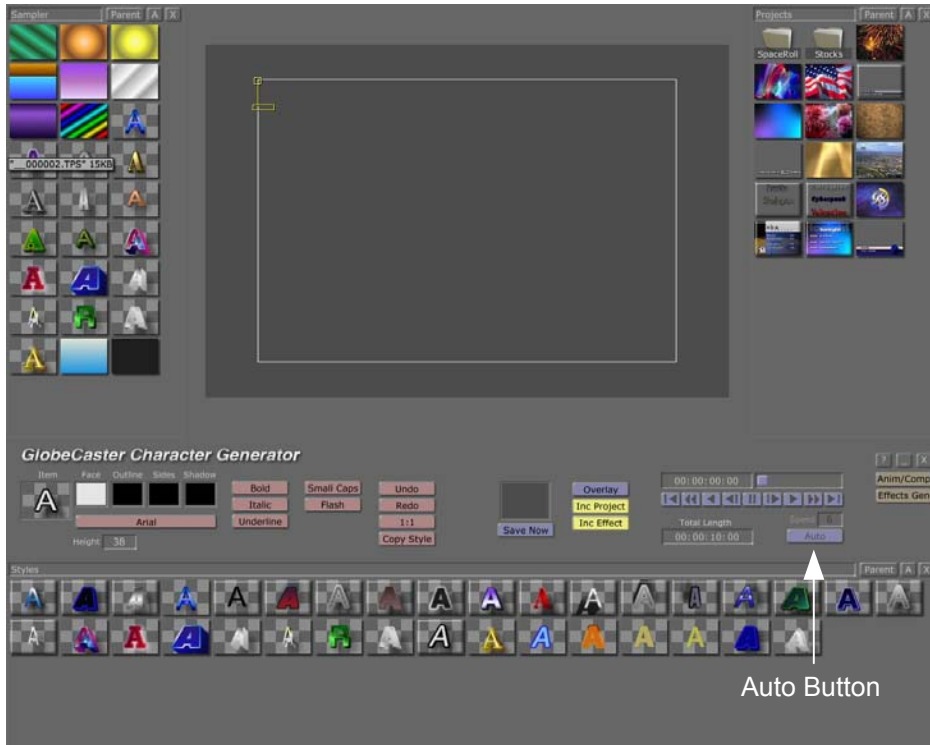 Sampler Parent A X
"__000002.TPS" 15KB
Projects Parent A X
SpaceRoll Stocks
GlobeCaster Character Generator
? _ X
Item Face Outline Sides Shadow
Arial
Height 38
Bold Small Caps Undo
Italic Flash Redo
Underline 1:1
Copy Style
Save Now
Overlay
Inc Project
Inc Effect
00:00:00:00
Total Length Speed 6
00:00:10:00 Auto
Anim/Comp
Effects Gen
Styles Parent A X
Auto Button